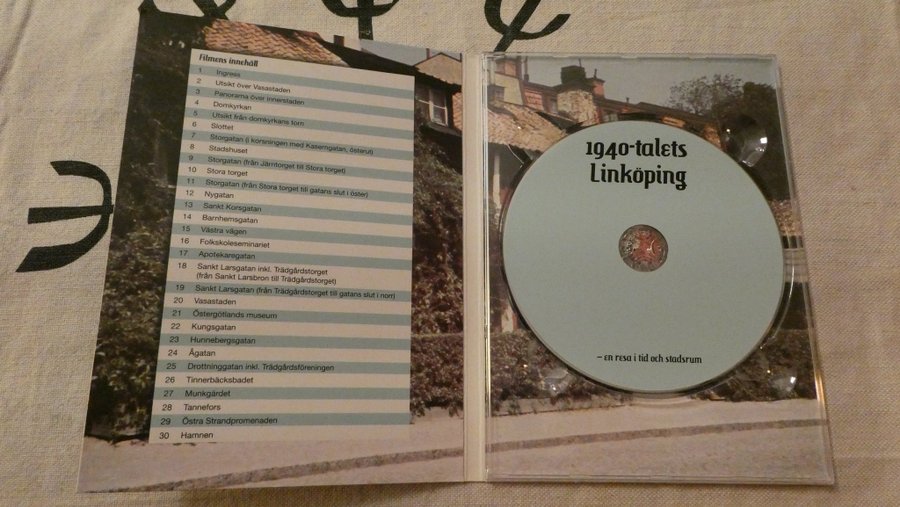 Filmens innehåll
1 Ingress
2 Utsikt över Vasastaden
3 Panorama över innerstaden
4 Domkyrkan
5 Utsikt från domkyrkans torn
6 Slottet
7 Storgatan (i korsningen med Kaserngatan, österut)
8 Stadshuset
9 Storgatan (från Järntorget till Stora torget)
10 Stora torget
11 Storgatan (från Stora torget till gatans slut i öster)
12 Nygatan
13 Sankt Korsgatan
14 Barnhemsgatan
15 Västra vägen
16 Folkskoleseminariet
17 Apotekaregatan
18 Sankt Larsgatan inkl. Trädgårdstorget
(från Sankt Larsbron till Trädgårdstorget)
19 Sankt Larsgatan (från Trädgårdstorget till gatans slut i norr)
20 Vasastaden
21 Östergötlands museum
22 Kungsgatan
23 Hunnebergsgatan
24 Ågatan
25 Drottninggatan inkl. Trädgårdsföreningen
26 Tinnerbäcksbadet
27 Munkgärdet
28 Tannefors
29 Östra Strandpromenaden
30 Hamnen
1940-talets
Linköping
– en resa i tid och stadsrum